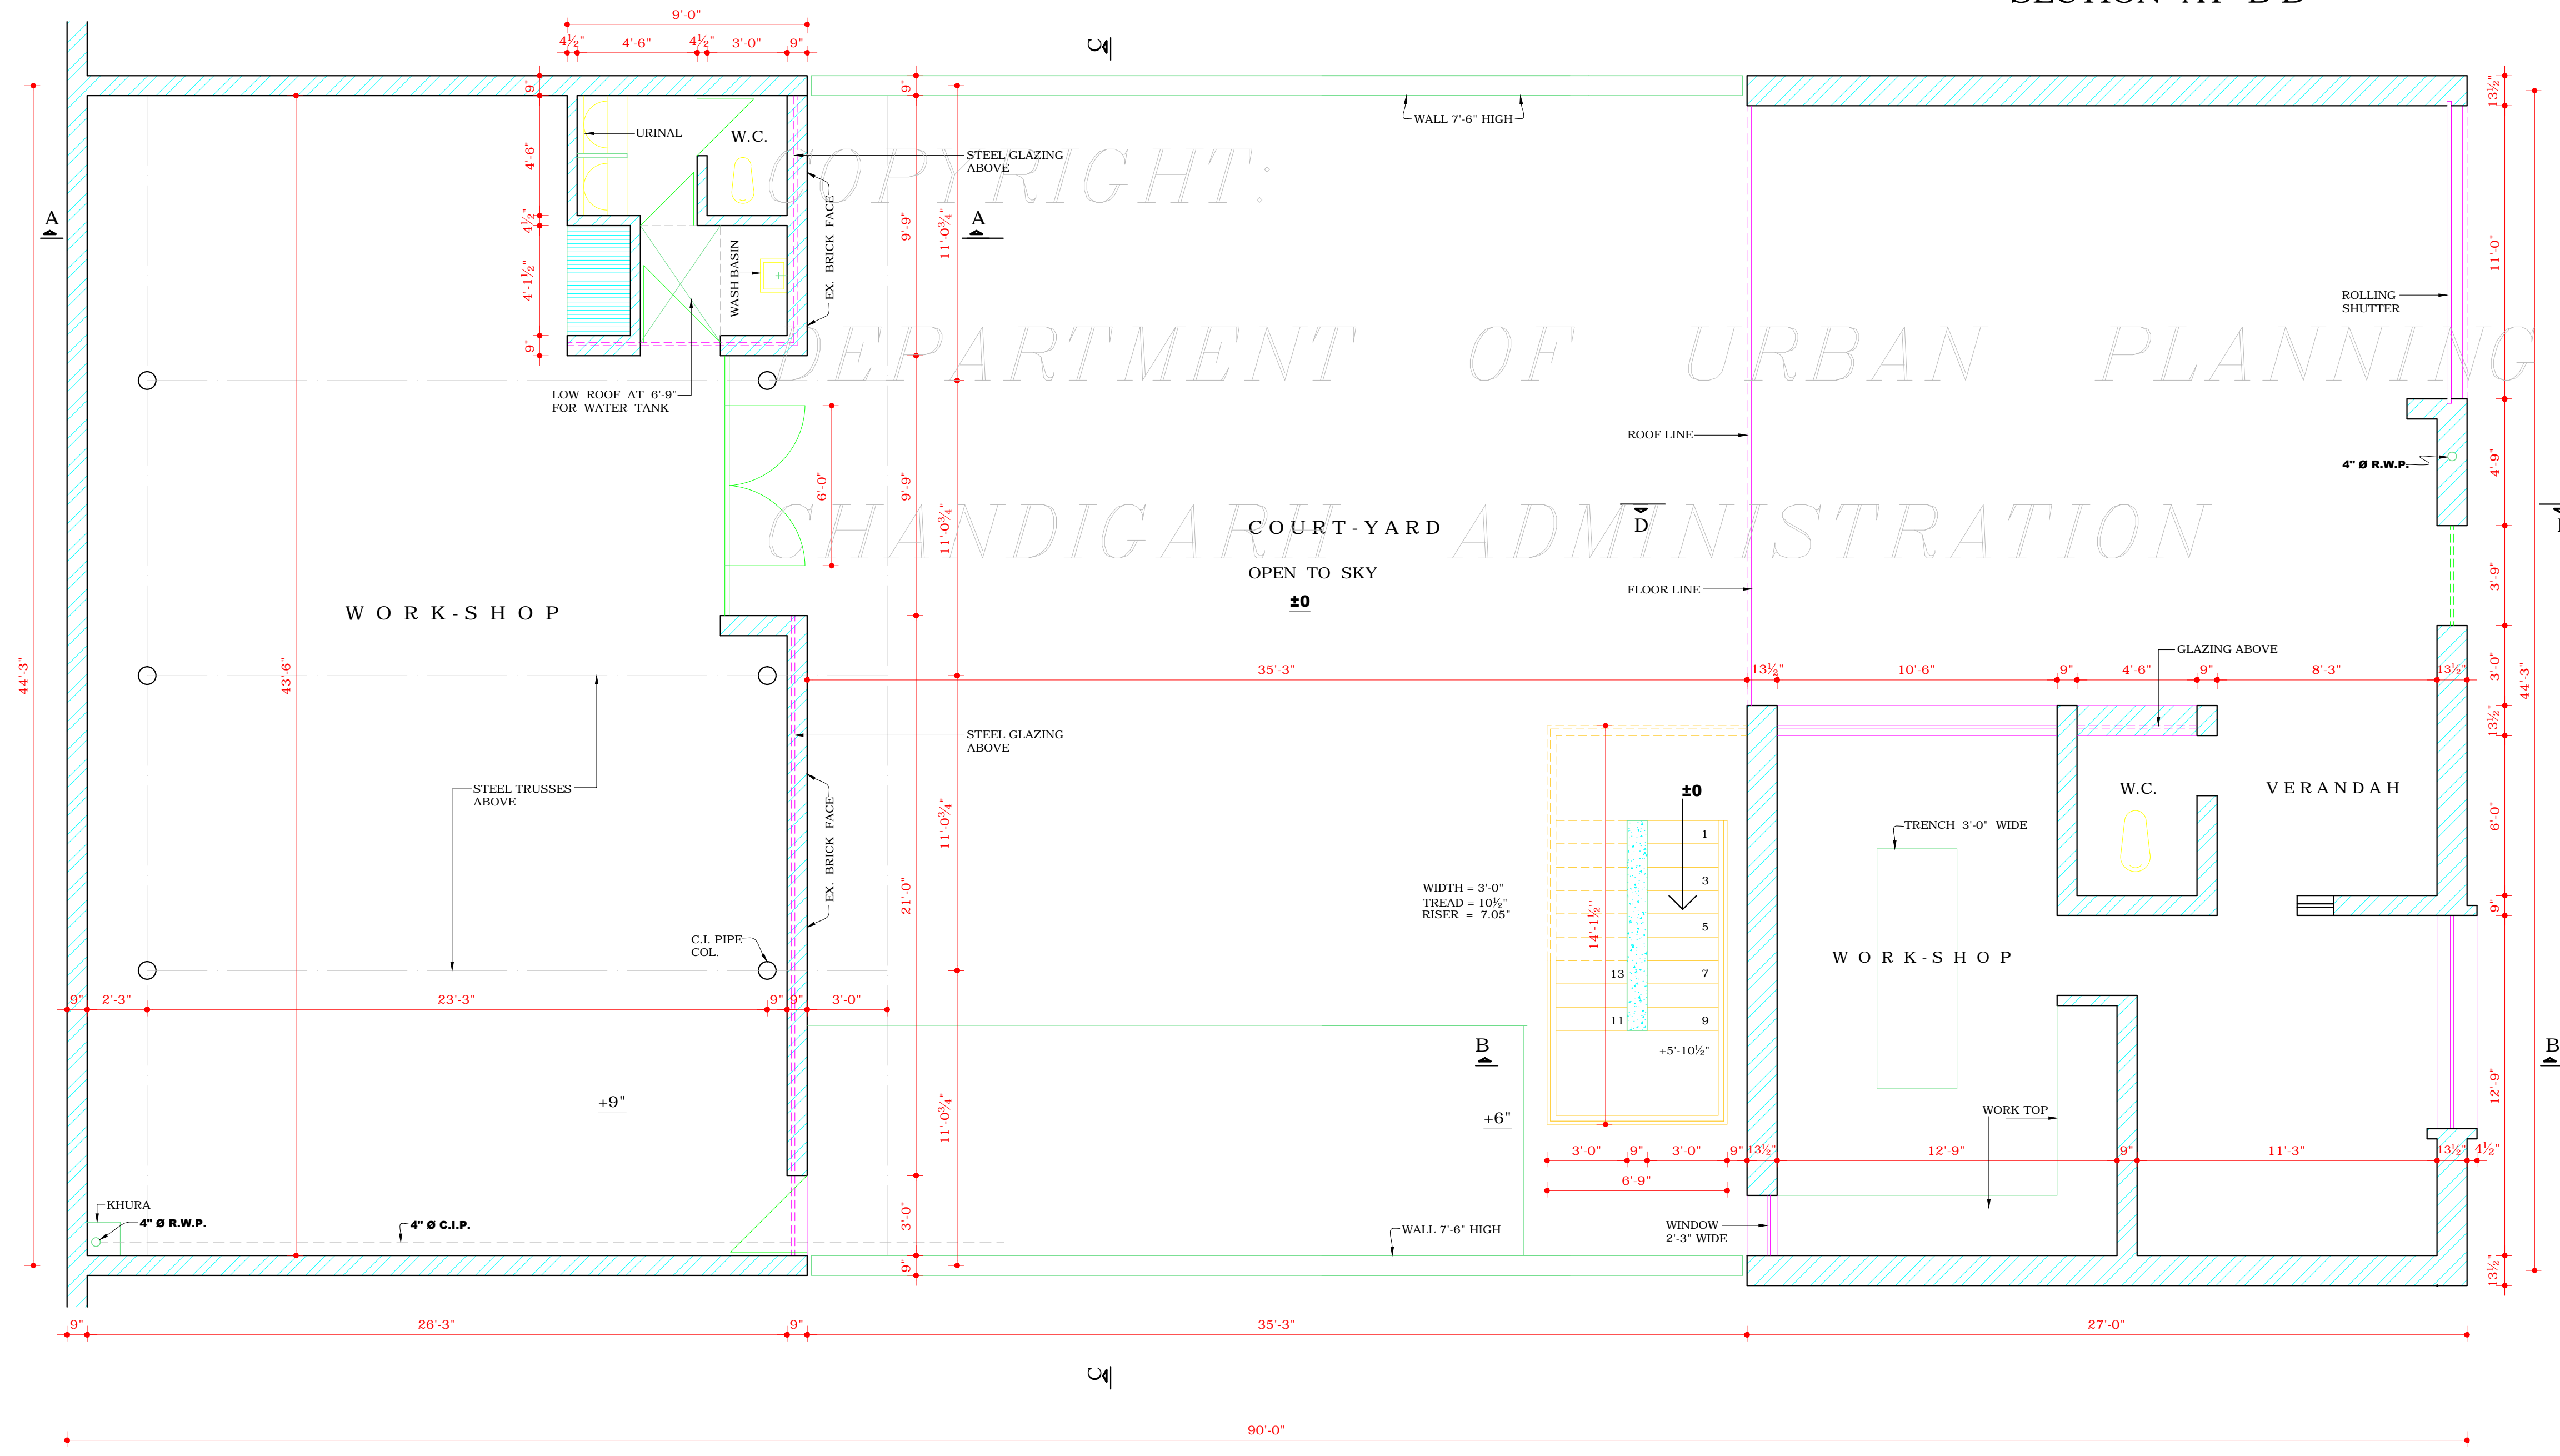 SECTION AT
9'-0"
4½"
4'-6"
4½"
3'-0"
9"
C
9"
9"
13½"
URINAL
W.C.
WALL 7'-6" HIGH
STEEL GLAZING
ABOVE
COPYRIGHT:
4'-6"
A
A
4½"
EX. BRICK FACE
9'-9"
11'-0¾"
11'-0"
WASH BASIN
4'-1½"
ROLLING
SHUTTER
9"
DEPARTMENT OF URBAN PLANNING
LOW ROOF AT 6'-9"
FOR WATER TANK
ROOF LINE
4" Ø R.W.P.
4'-9"
6'-0"
9'-9"
11'-0¾"
COURT-YARD
D
CHANDIGARH ADMINISTRATION
OPEN TO SKY
±0
FLOOR LINE
3'-9"
WORK-SHOP
44'-3"
43'-6"
GLAZING ABOVE
35'-3"
13½"
10'-6"
9"
4'-6"
9"
8'-3"
13½"
3'-0"
44'-3"
STEEL GLAZING
ABOVE
13½"
STEEL TRUSSES
ABOVE
±0
W.C.
VERANDAH
EX. BRICK FACE
11'-0¾"
1
TRENCH 3'-0" WIDE
6'-0"
21'-0"
WIDTH = 3'-0"
TREAD = 10½"
RISER = 7.05"
14'-1½"
3
5
9"
C.I. PIPE
COL.
13
7
WORK-SHOP
9"
2'-3"
23'-3"
9"
9"
3'-0"
11
9
B
+5'-10½"
B
+9"
+6"
11'-0¾"
WORK TOP
12'-9"
3'-0"
9"
3'-0"
9"
13½"
12'-9"
9"
11'-3"
13½"
4½"
6'-9"
KHURA
4" Ø R.W.P.
4" Ø C.I.P.
3'-0"
WALL 7'-6" HIGH
WINDOW
2'-3" WIDE
9"
13½"
9"
26'-3"
9"
35'-3"
27'-0"
C
90'-0"